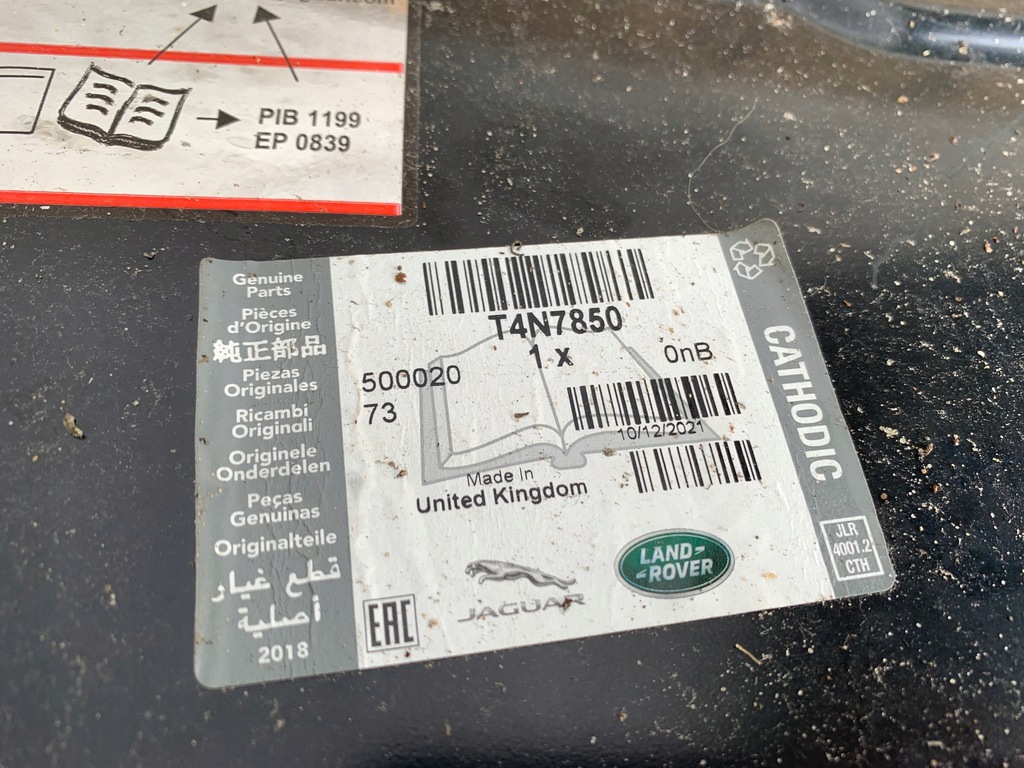 PIB 1199
EP 0839
Genuine
Parts
Pièces
d'Origine
純正部品
Piezas
Originales
Ricambi
Originali
Originele
Onderdelen
Peças
Genuinas
Originalteile
قطع غيار
أصلية
2018
T4N7850
1 x
0nB
500020
73
10/12/2021
Made In
United Kingdom
EAC
JAGUAR
LAND-
-ROVER
CATHODIC
JLR
4001.2
CTH